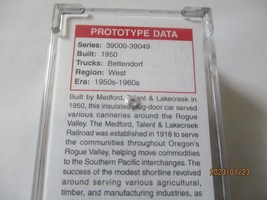 PROTOTYPE DATA
Series: 39000-39049
Built: 1950
Trucks: Bettendorf
Region: West
Era: 1950s-1960s
Built by Medford, Talent & Lakecreek in
1950, this insulated plug-door car served
various canneries around the Rogue
Valley. The Medford, Talent & Lakecreek
Railroad was established in 1918 to serve
the communities throughout Oregon's
Rogue Valley, helping move commodities
to the Southern Pacific interchanges. The
success of the modest shortline revolved
around serving various agricultural,
timber, and manufacturing industries, as
2023/01/23